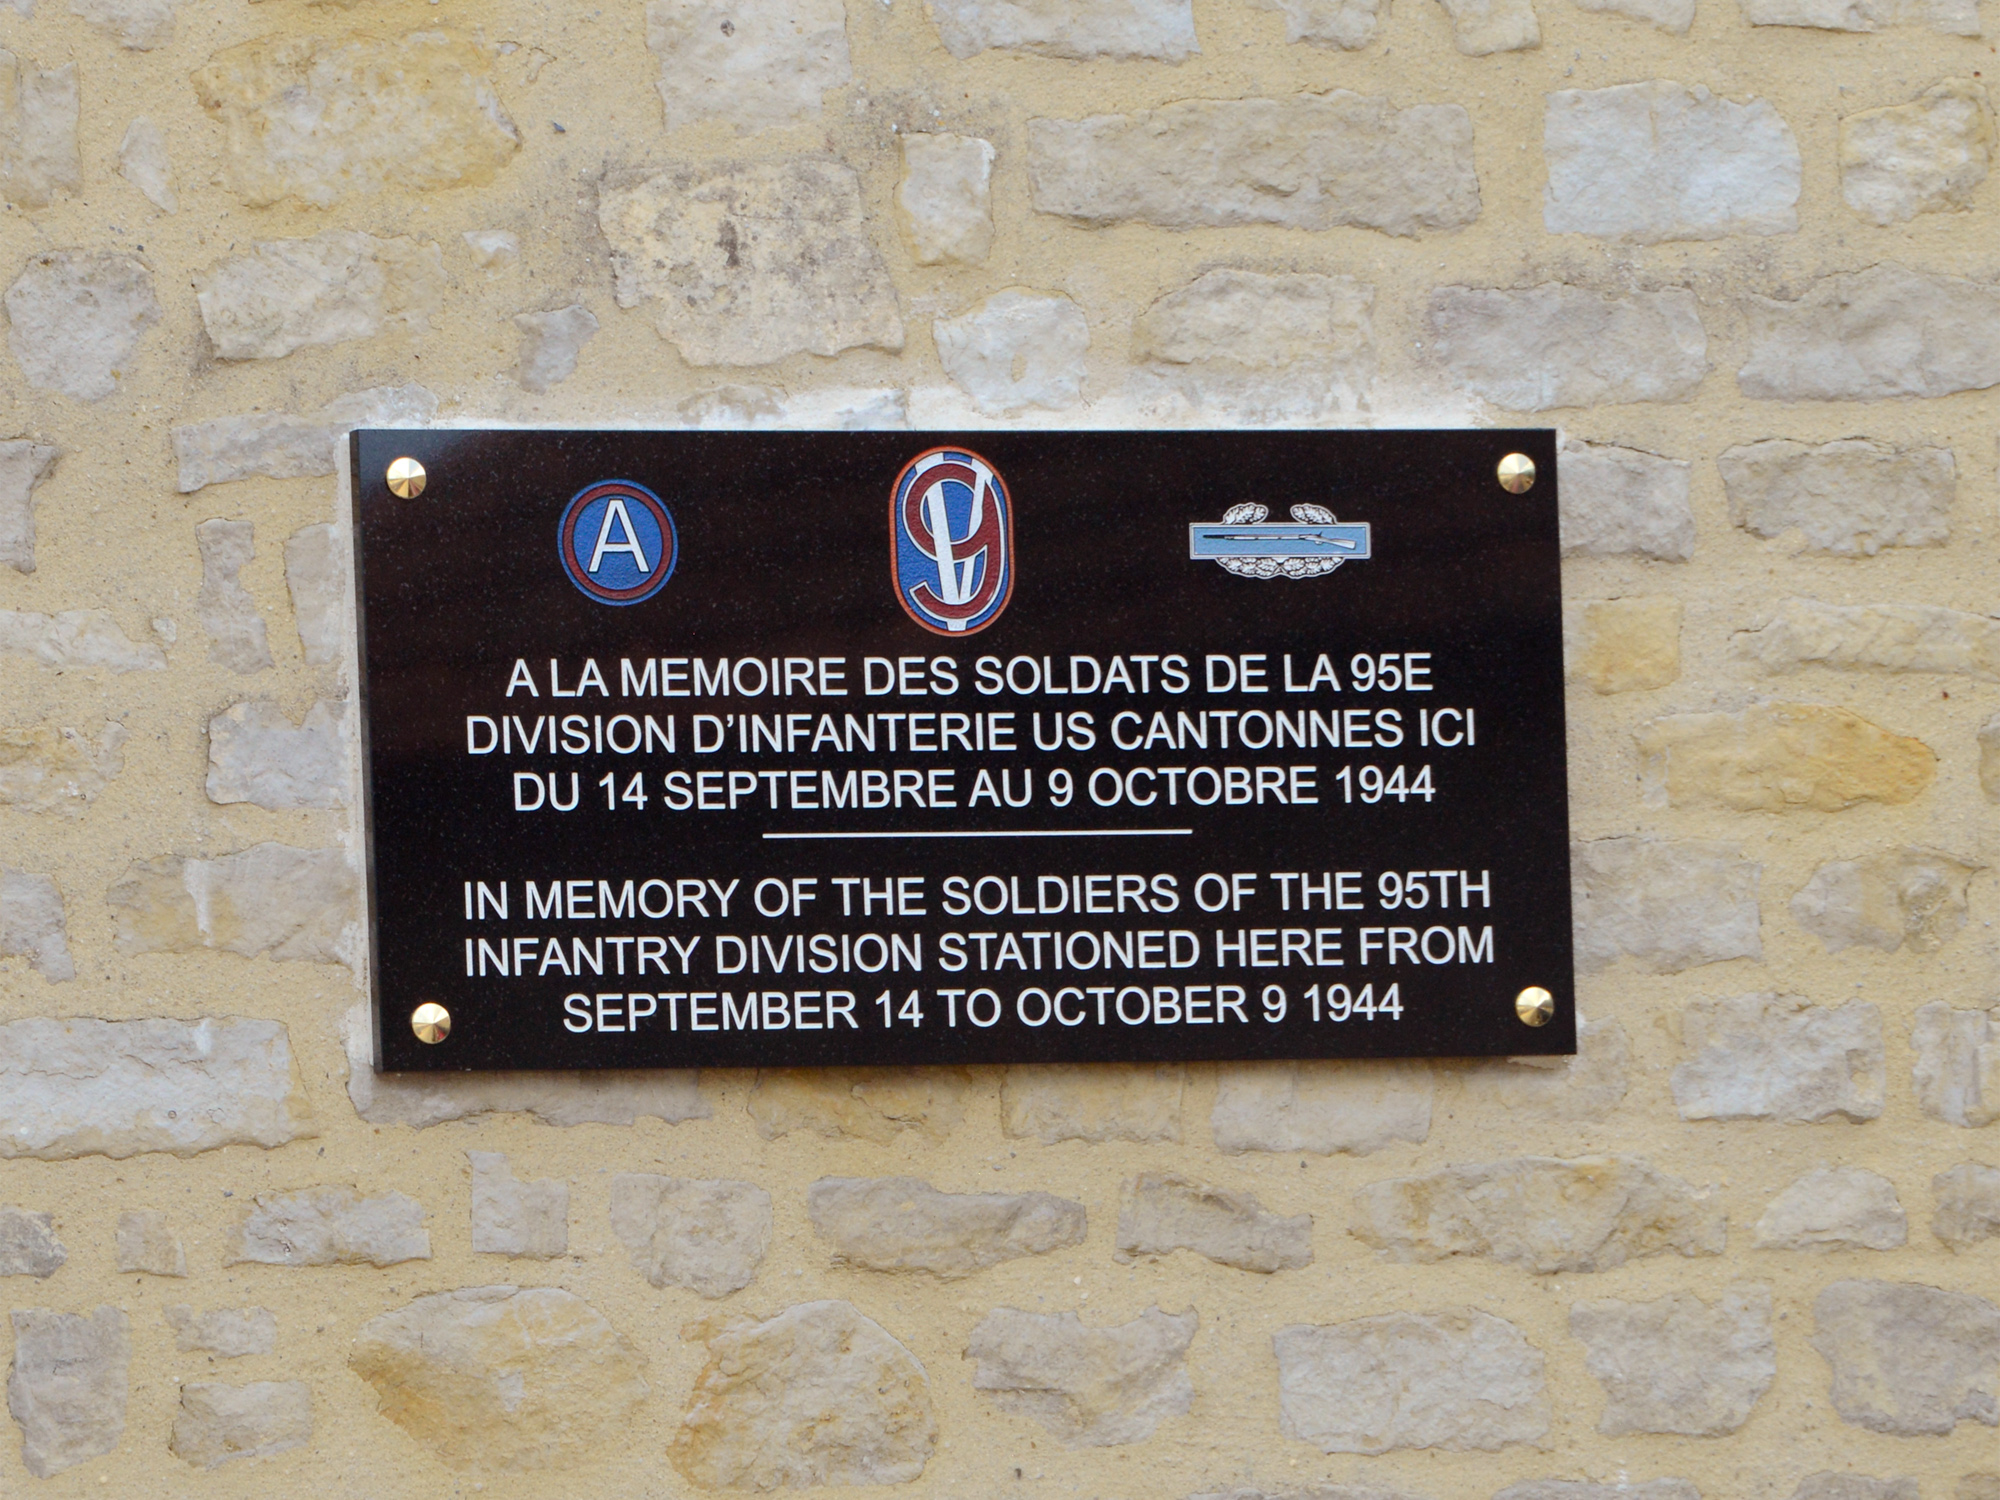 A
9V
A LA MEMOIRE DES SOLDATS DE LA 95E
DIVISION D'INFANTERIE US CANTONNES ICI
DU 14 SEPTEMBRE AU 9 OCTOBRE 1944
IN MEMORY OF THE SOLDIERS OF THE 95TH
INFANTRY DIVISION STATIONED HERE FROM
SEPTEMBER 14 TO OCTOBER 9 1944